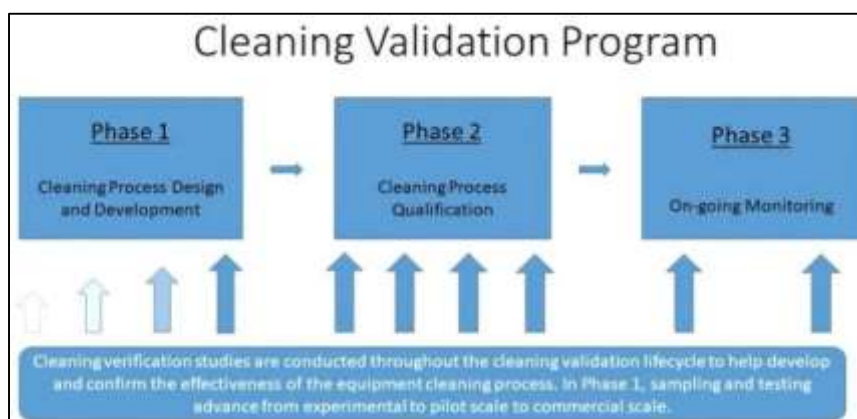 Cleaning Validation Program
Phase 1
Cleaning Process Design
and Development
Phase 2
Cleaning Process
Qualification
Phase 3
On-going Monitoring
Cleaning verification studies are conducted throughout the cleaning validation lifecycle to help develop
and confirm the effectiveness of the equipment cleaning process. In Phase 1, sampling and testing
advance from experimental to pilot scale to commercial scale.